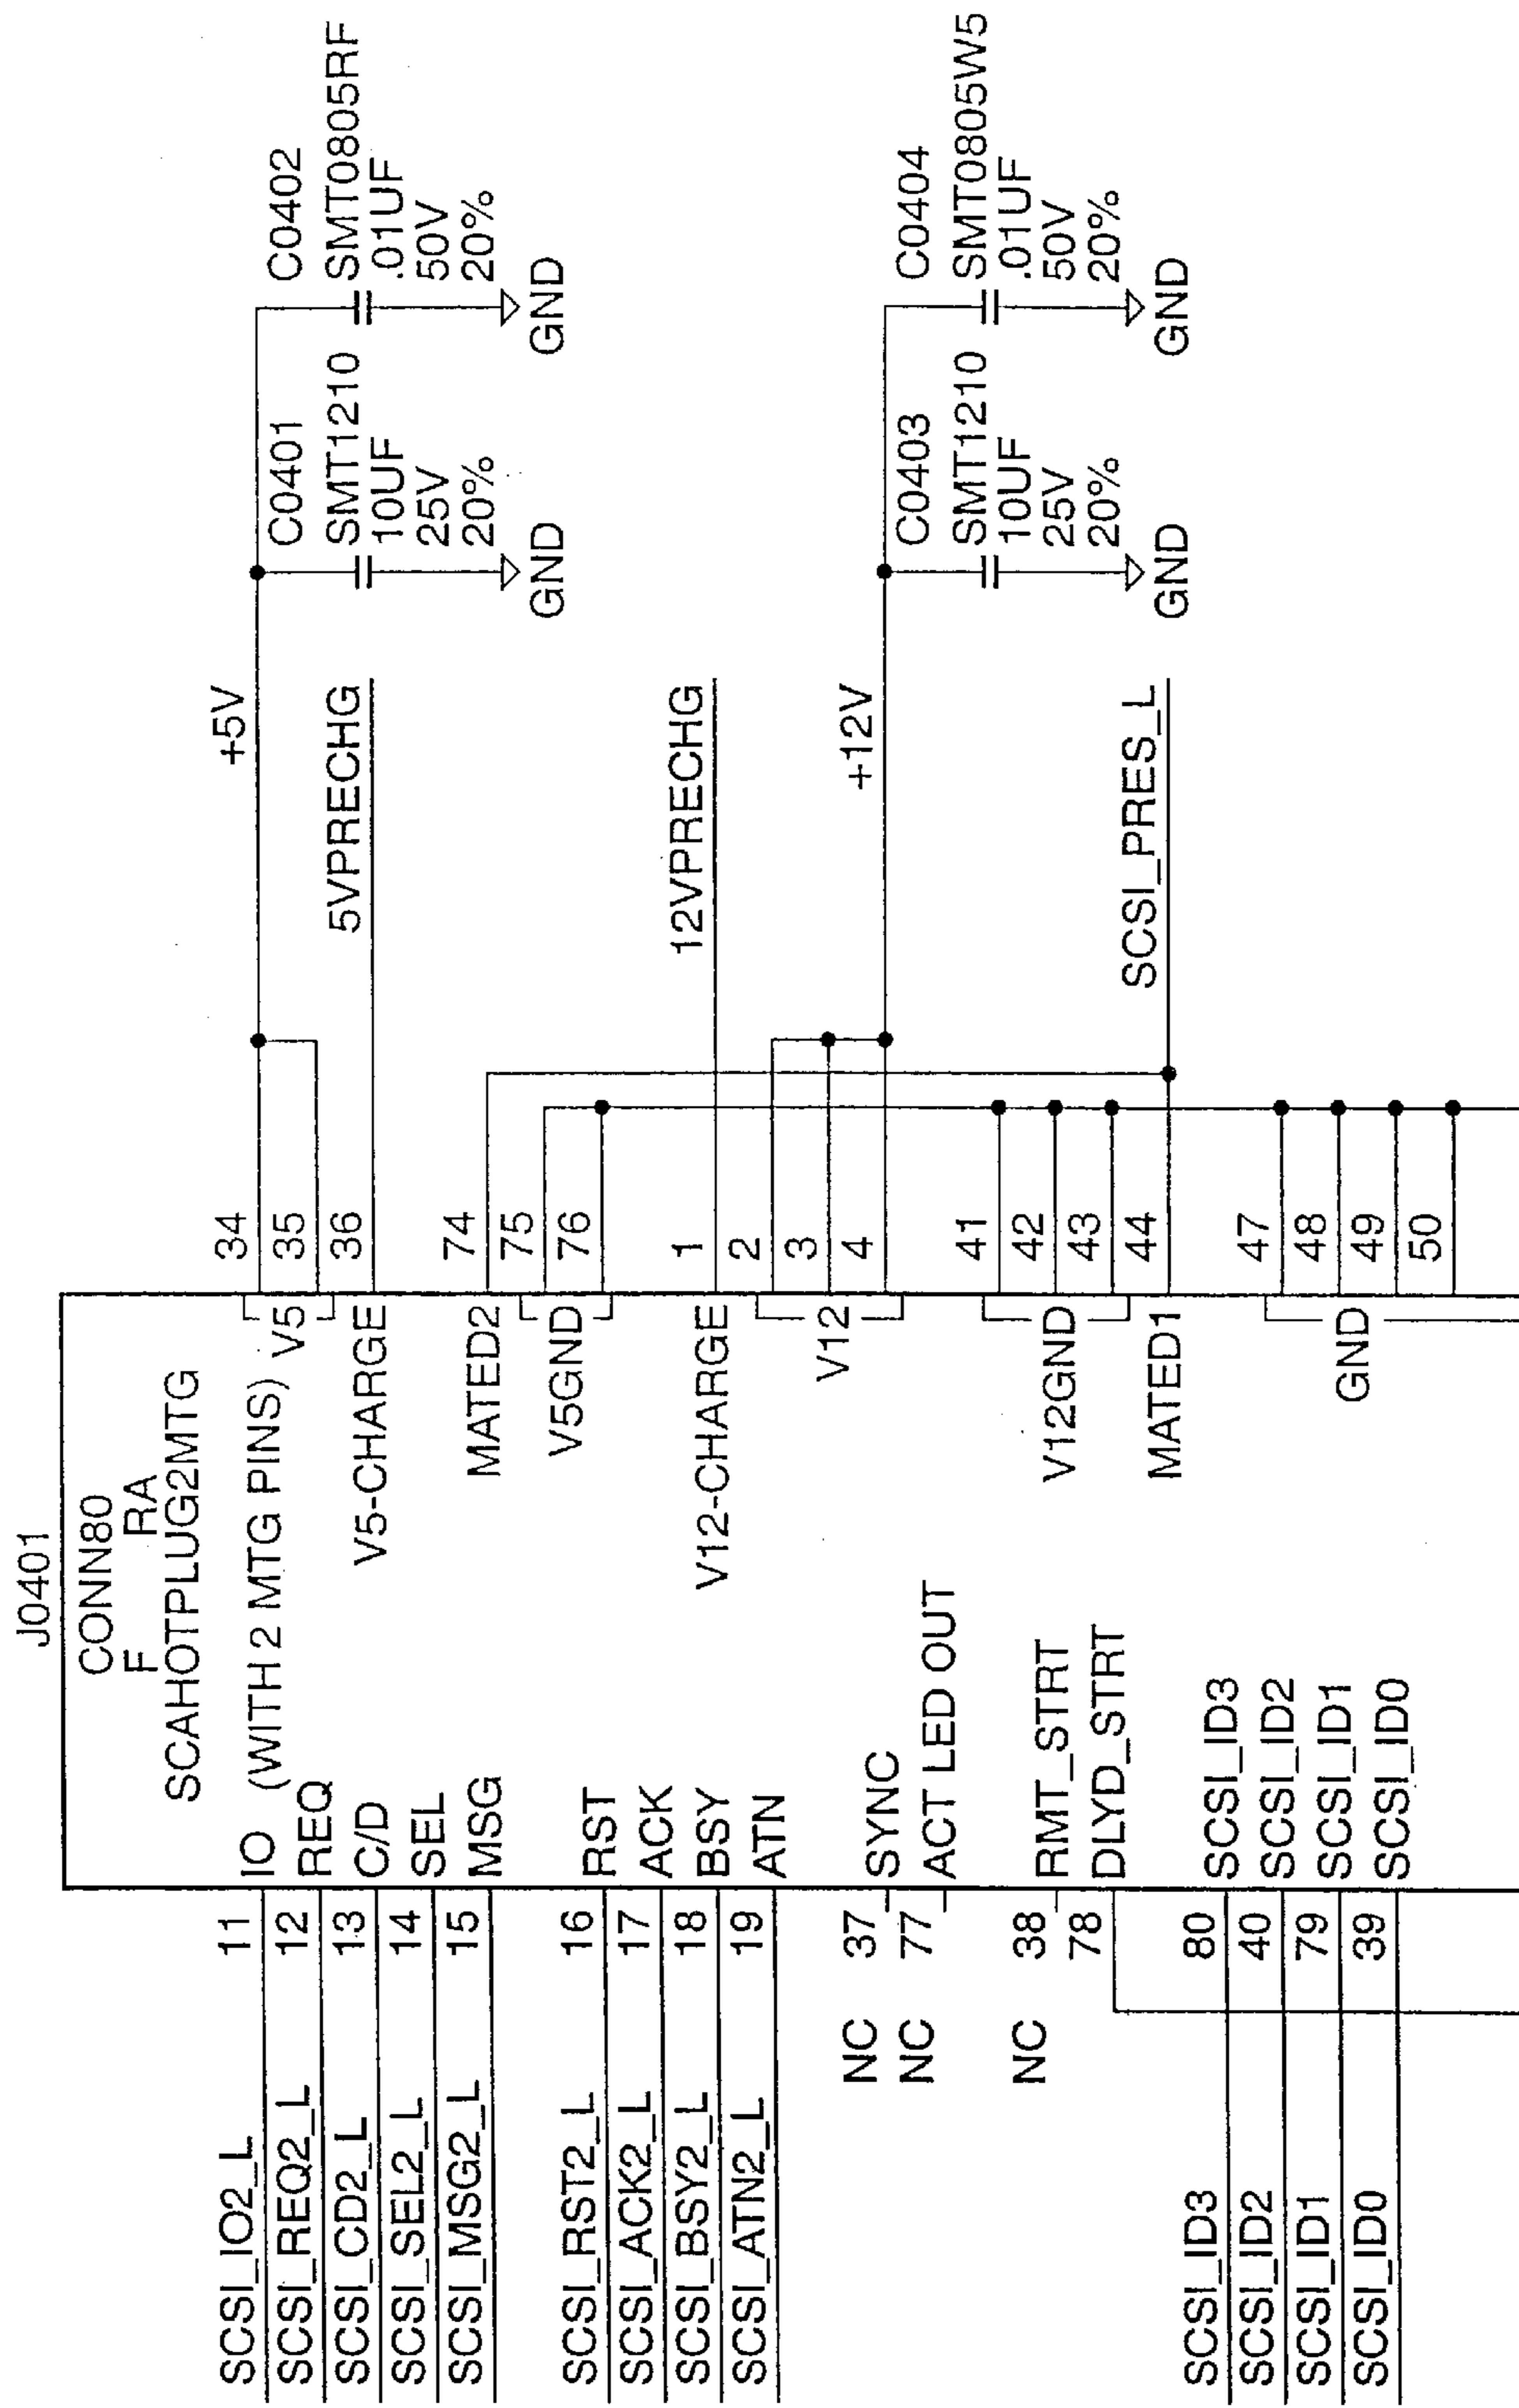 J0401
CONN80
F RA
SCAHOTPLUG2MTG
(WITH 2 MTG PINS)
SCSI_IO2_L 11 IO
SCSI_REQ2_L 12 REQ
SCSI_CD2_L 13 C/D
SCSI_SEL2_L 14 SEL
SCSI_MSG2_L 15 MSG
SCSI_RST2_L 16 RST
SCSI_ACK2_L 17 ACK
SCSI_BSY2_L 18 BSY
SCSI_ATN2_L 19 ATN
NC 37 SYNC
NC 77 ACT LED OUT
NC 38 RMT_STRT
78 DLYD_STRT
SCSI_ID3 80 SCSI_ID3
SCSI_ID2 40 SCSI_ID2
SCSI_ID1 79 SCSI_ID1
SCSI_ID0 39 SCSI_ID0
V5 34 +5V
35
V5-CHARGE 36 5VPRECHG
MATED2 74
V5GND 75
76
V12-CHARGE 1 12VPRECHG
2
V12 3
4 +12V
41
V12GND 42
43
MATED1 44 SCSI_PRES_L
47
GND 48
49
50
C0401
SMT1210
10UF
25V
20%
GND
C0402
SMT0805RF
.01UF
50V
20%
GND
C0403
SMT1210
10UF
25V
20%
GND
C0404
SMT0805W5
.01UF
50V
20%
GND